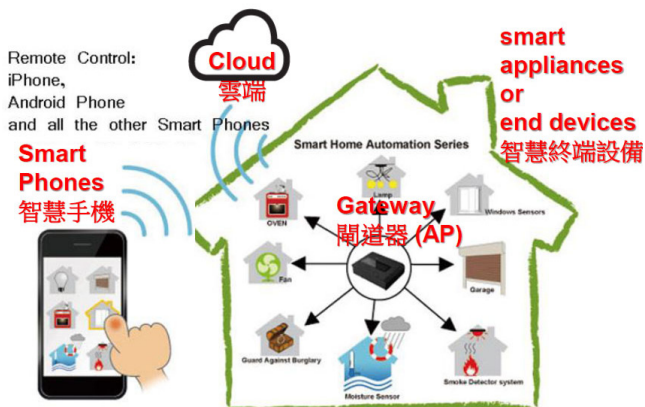 Remote Control:
iPhone,
Android Phone
and all the other Smart Phones
Cloud
雲端
smart
appliances
or
end devices
智慧終端設備
Smart
Phones
智慧手機
Smart Home Automation Series
Lamp
OVEN
Windows Sensors
Gateway
閘道器 (AP)
Fan
Garage
Guard Against Burglary
Moisture Sensor
Smoke Detector system